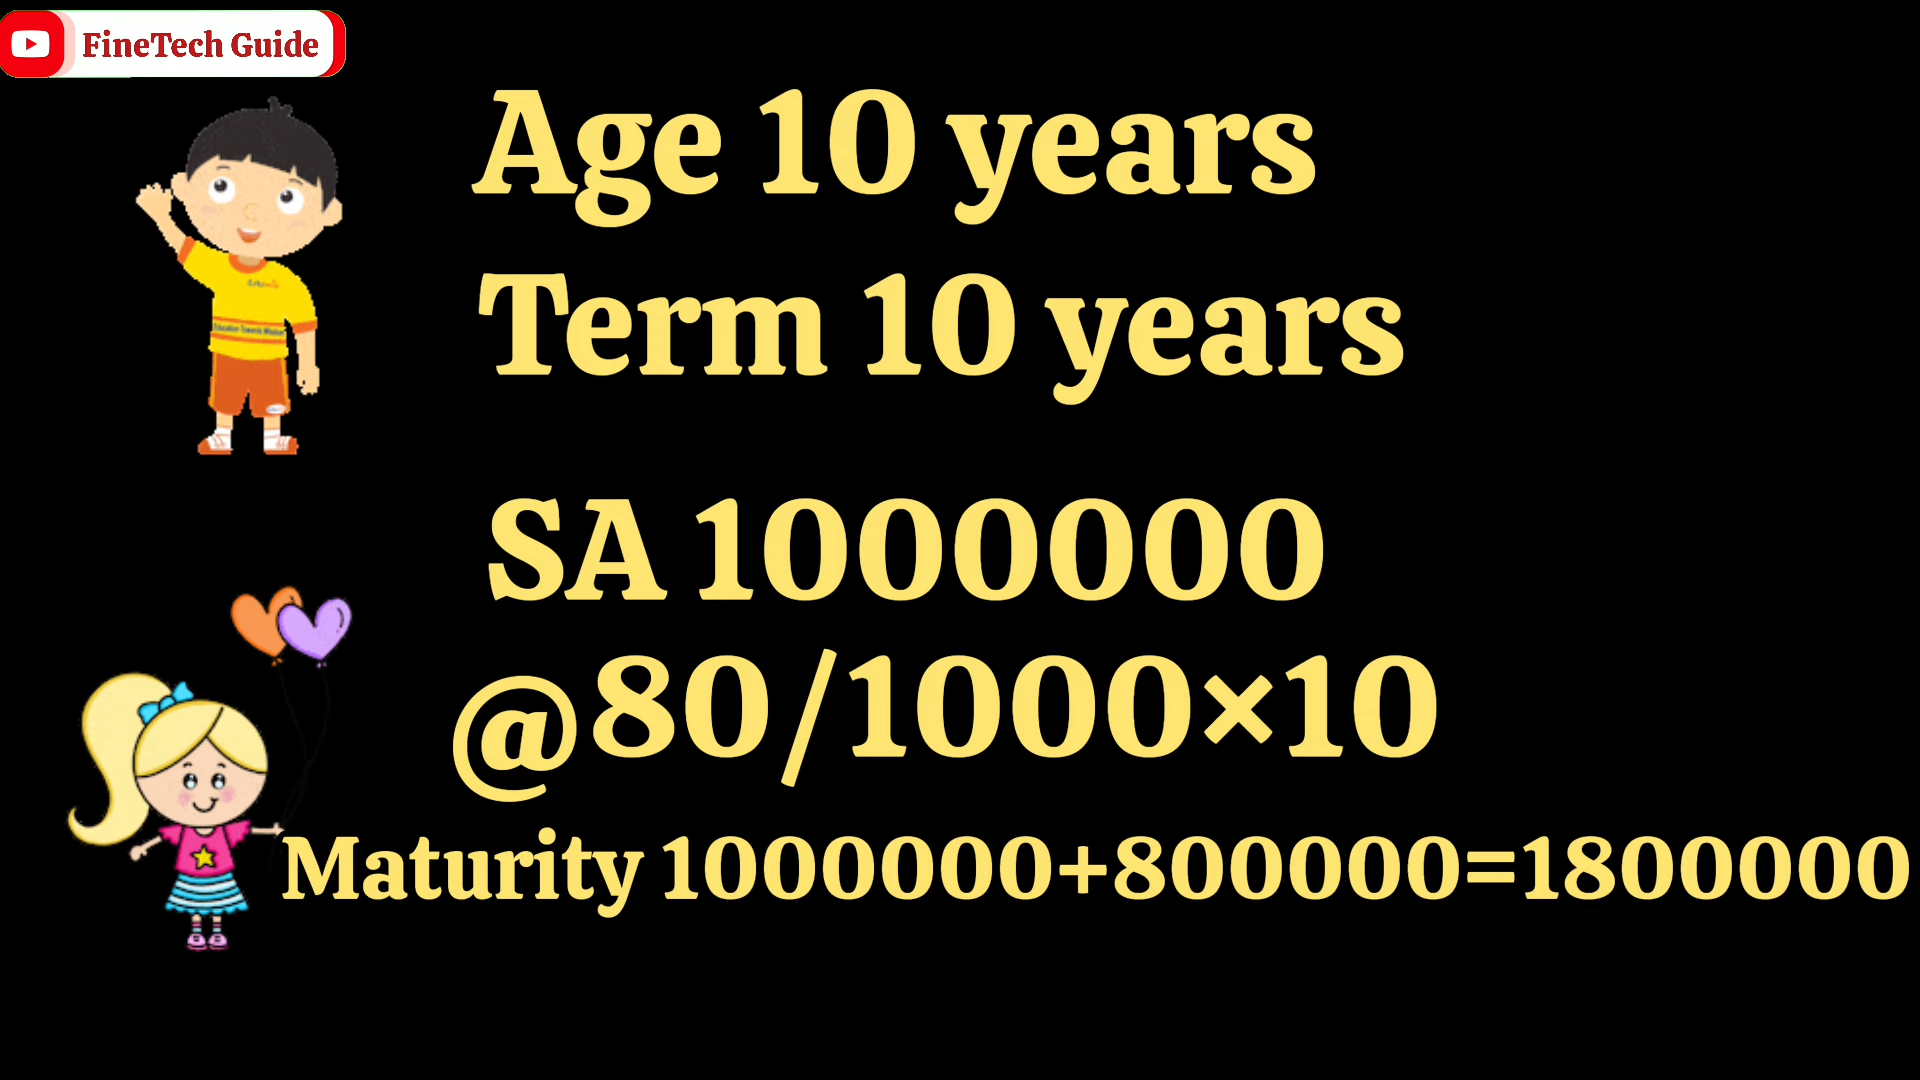 FineTech Guide
Age 10 years
Term 10 years
SA 1000000
@80/1000×10
Maturity 1000000+800000=1800000